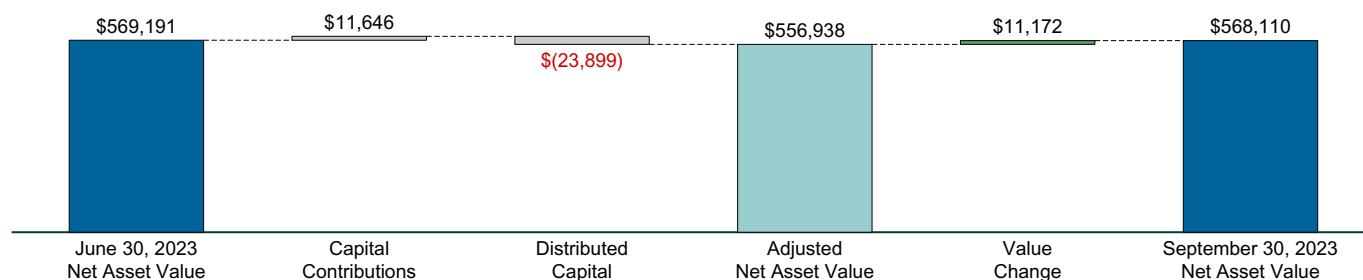 $569,191
$11,646
$(23,899)
$556,938
$11,172
$568,110
June 30, 2023
Net Asset Value
Capital
Contributions
Distributed
Capital
Adjusted
Net Asset Value
Value
Change
September 30, 2023
Net Asset Value